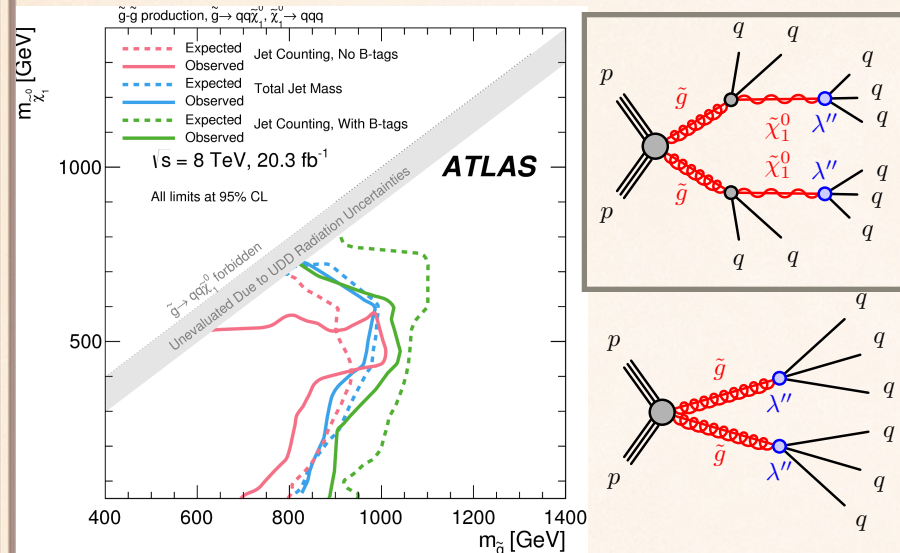 g̃-g̃ production, g̃→ qqχ̃₁⁰, χ̃₁⁰→ qqq
m_χ̃₁⁰ [GeV]
Expected
Observed
Jet Counting, No B-tags
Expected
Observed
Total Jet Mass
Expected
Observed
Jet Counting, With B-tags
√s = 8 TeV, 20.3 fb⁻¹
ATLAS
All limits at 95% CL
g̃→ qqχ̃₁⁰ forbidden
Unevaluated Due to UDD Radiation Uncertainties
1000
500
400 600 800 1000 1200 1400
m_g̃ [GeV]
q q
p g̃ q
q
χ̃₁⁰ λ″ q
χ̃₁⁰ λ″ q
p g̃ q
q
q q
q
p g̃ q
λ″ q
q
p g̃ λ″ q
q